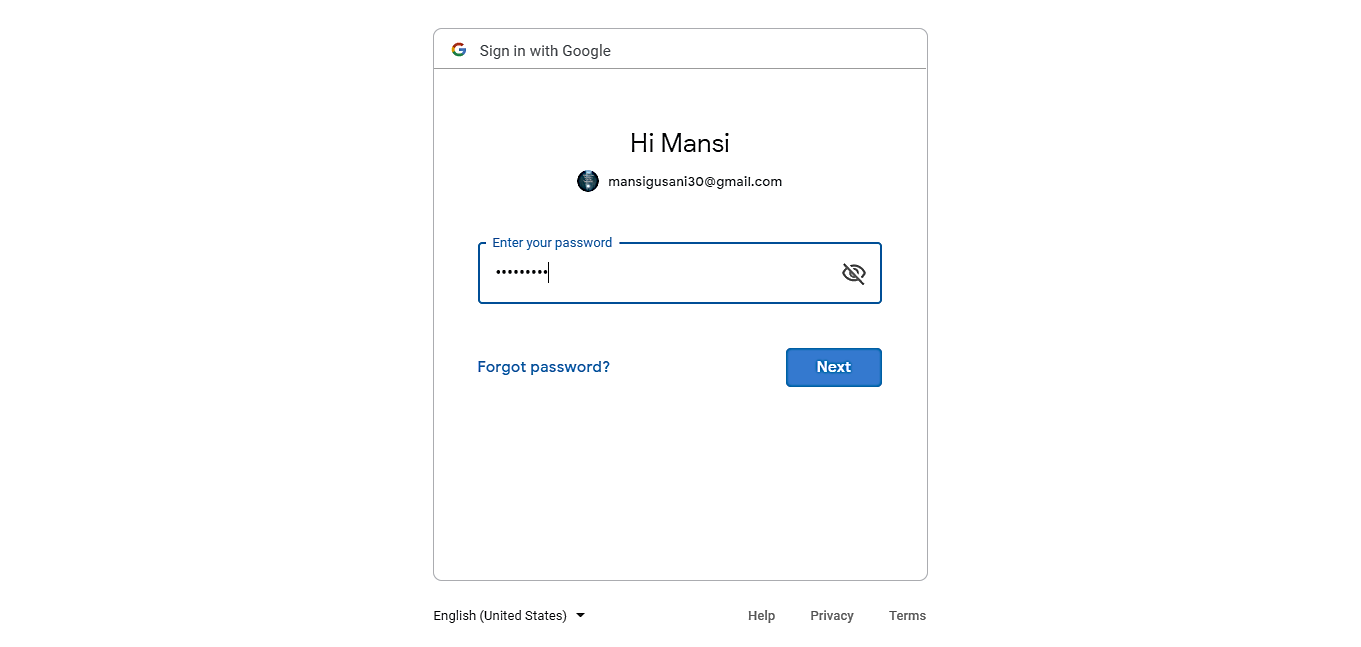 Sign in with Google
Hi Mansi
mansigusani30@gmail.com
Enter your password
•••••••••
Forgot password?
Next
English (United States)
Help Privacy Terms